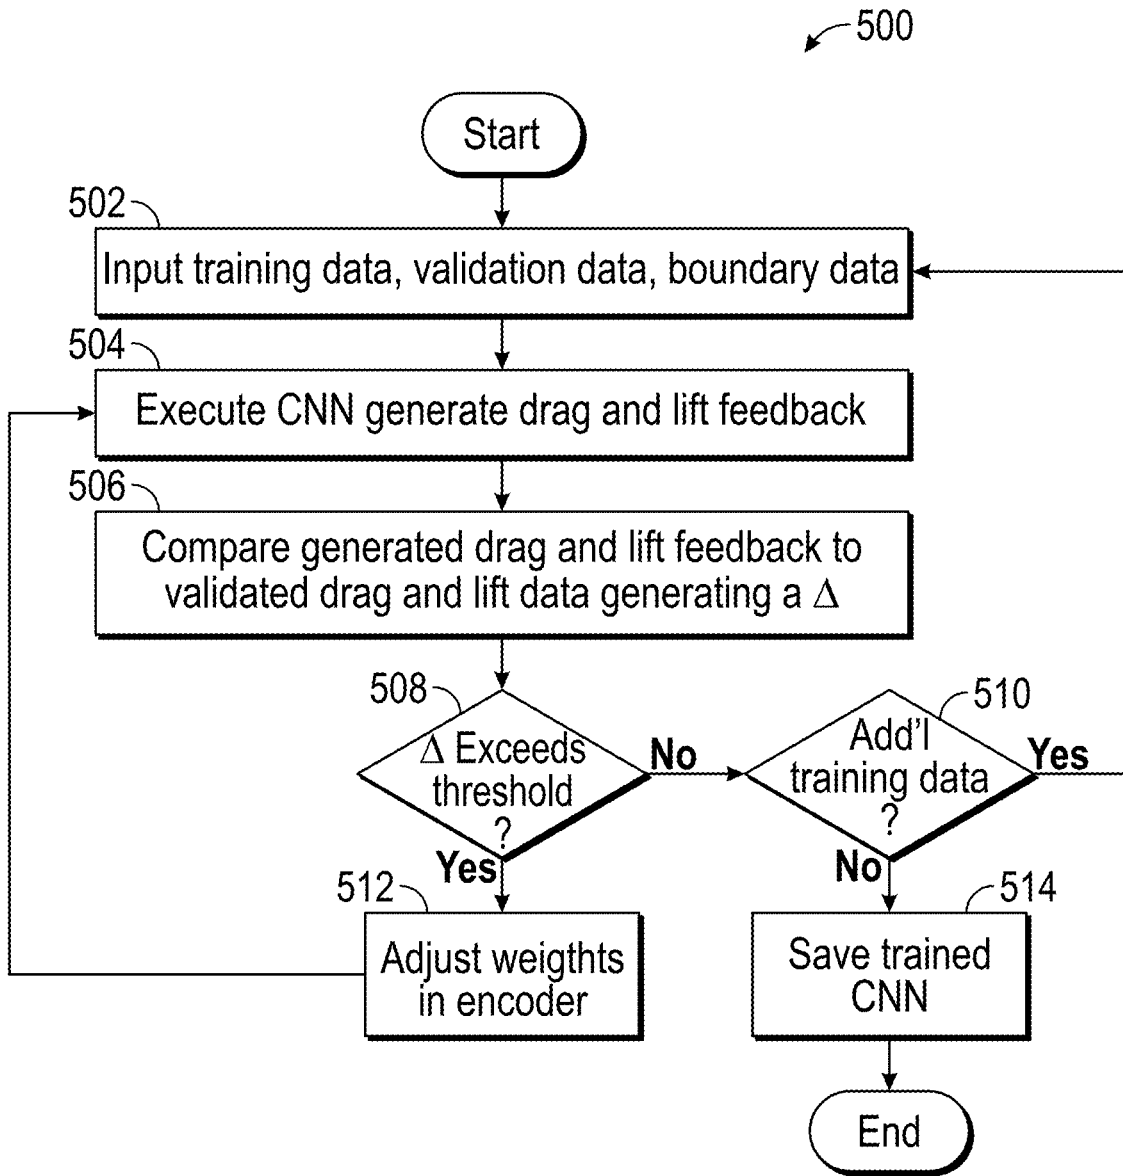 500
Start
502
Input training data, validation data, boundary data
504
Execute CNN generate drag and lift feedback
506
Compare generated drag and lift feedback to
validated drag and lift data generating a Δ
508
Δ Exceeds
threshold
?
No
Yes
510
Add'l
training data
?
Yes
No
512
Adjust weigthts
in encoder
514
Save trained
CNN
End